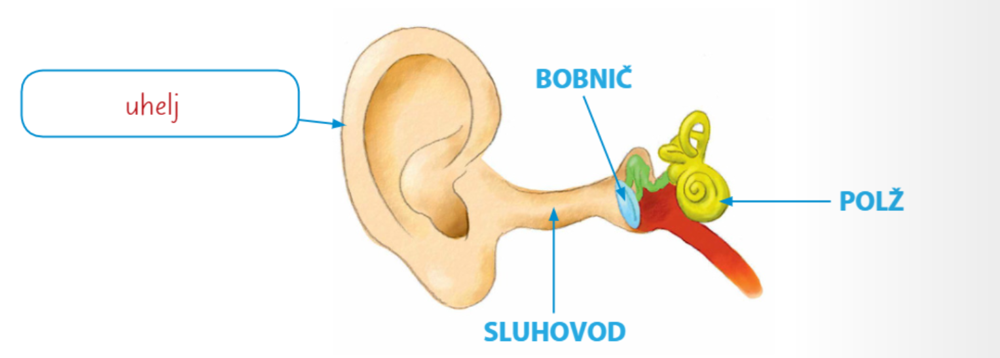 BOBNIČ
uhelj
POLŽ
SLUHOVOD